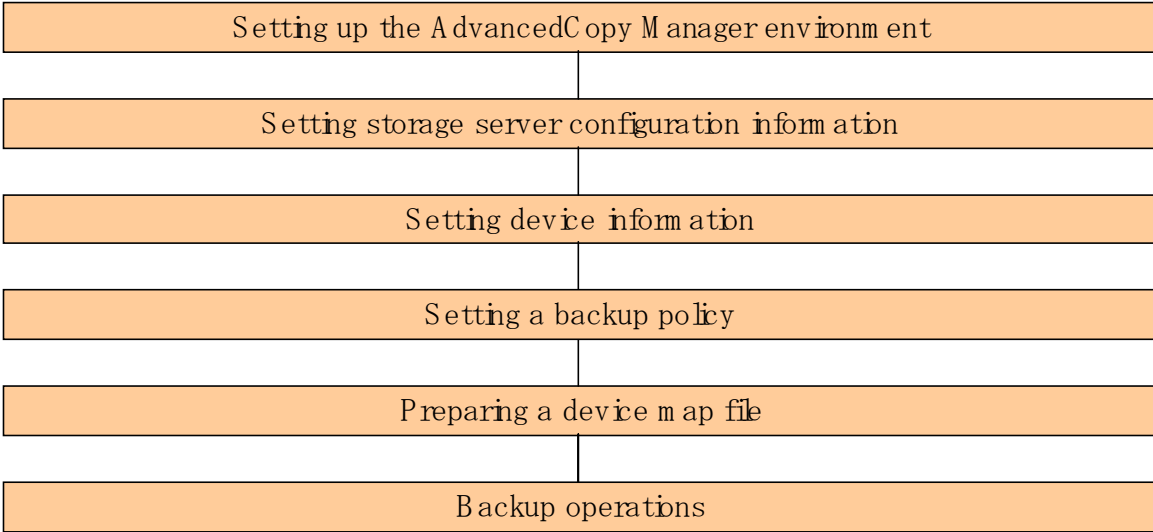 Setting up the AdvancedCopy Manager environment
Setting storage server configuration information
Setting device information
Setting a backup policy
Preparing a device map file
Backup operations